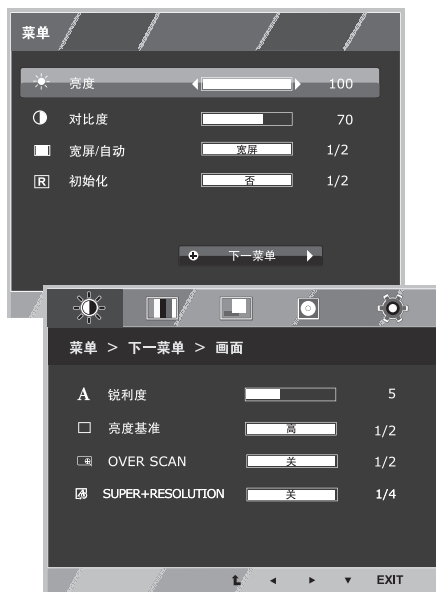 菜单
亮度 100
对比度 70
宽屏/自动 宽屏 1/2
R 初始化 否 1/2
下一菜单
菜单 > 下一菜单 > 画面
A 锐利度 5
亮度基准 高 1/2
OVER SCAN 关 1/2
SUPER+RESOLUTION 关 1/4
EXIT